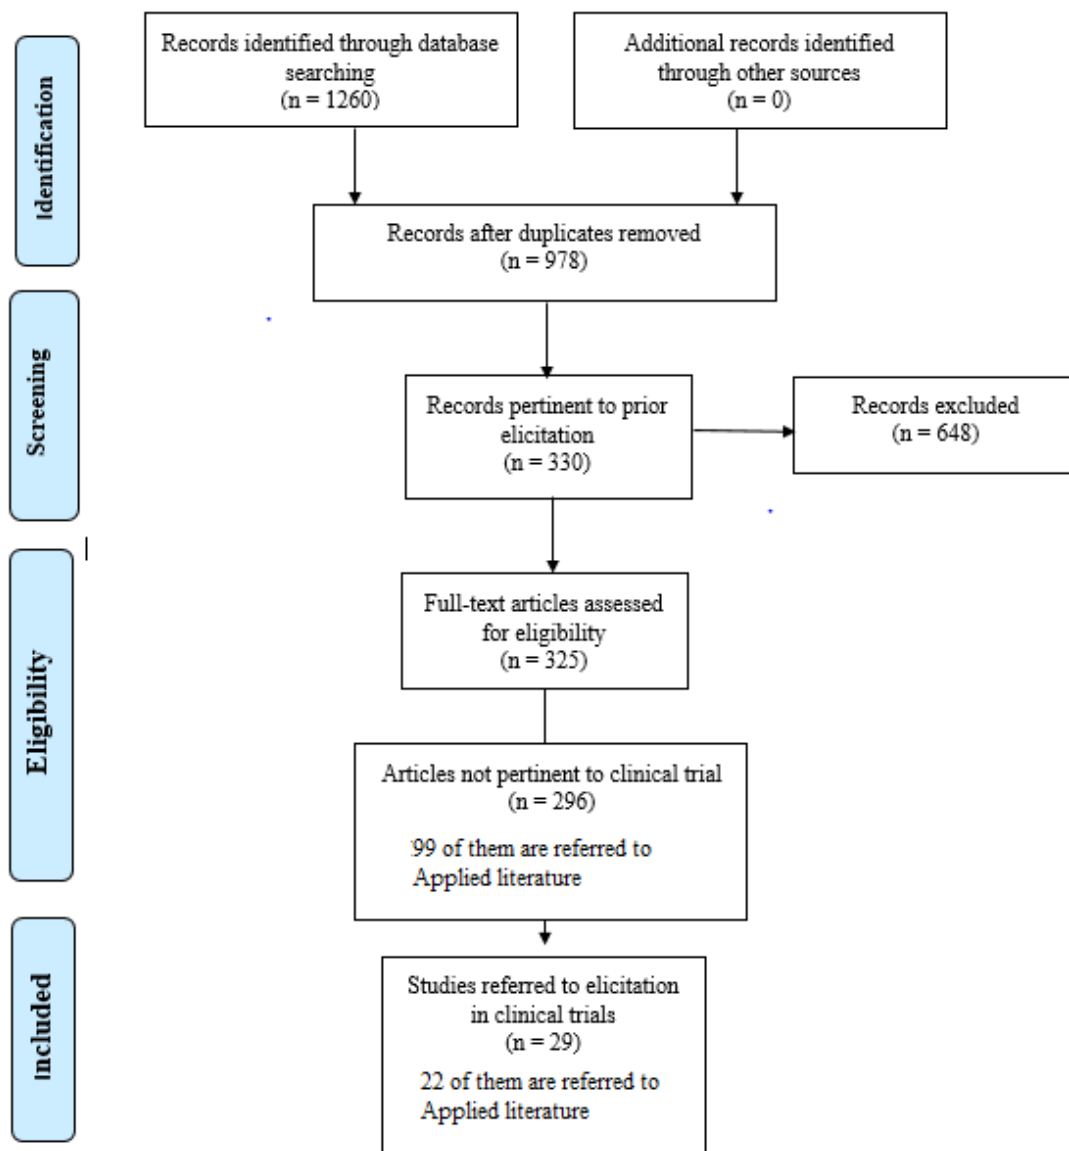 Identification
Records identified through database
searching
(n = 1260)
Additional records identified
through other sources
(n = 0)
Records after duplicates removed
(n = 978)
Screening
Records pertinent to prior
elicitation
(n = 330)
Records excluded
(n = 648)
Eligibility
Full-text articles assessed
for eligibility
(n = 325)
Articles not pertinent to clinical trial
(n = 296)
99 of them are referred to
Applied literature
Included
Studies referred to elicitation
in clinical trials
(n = 29)
22 of them are referred to
Applied literature